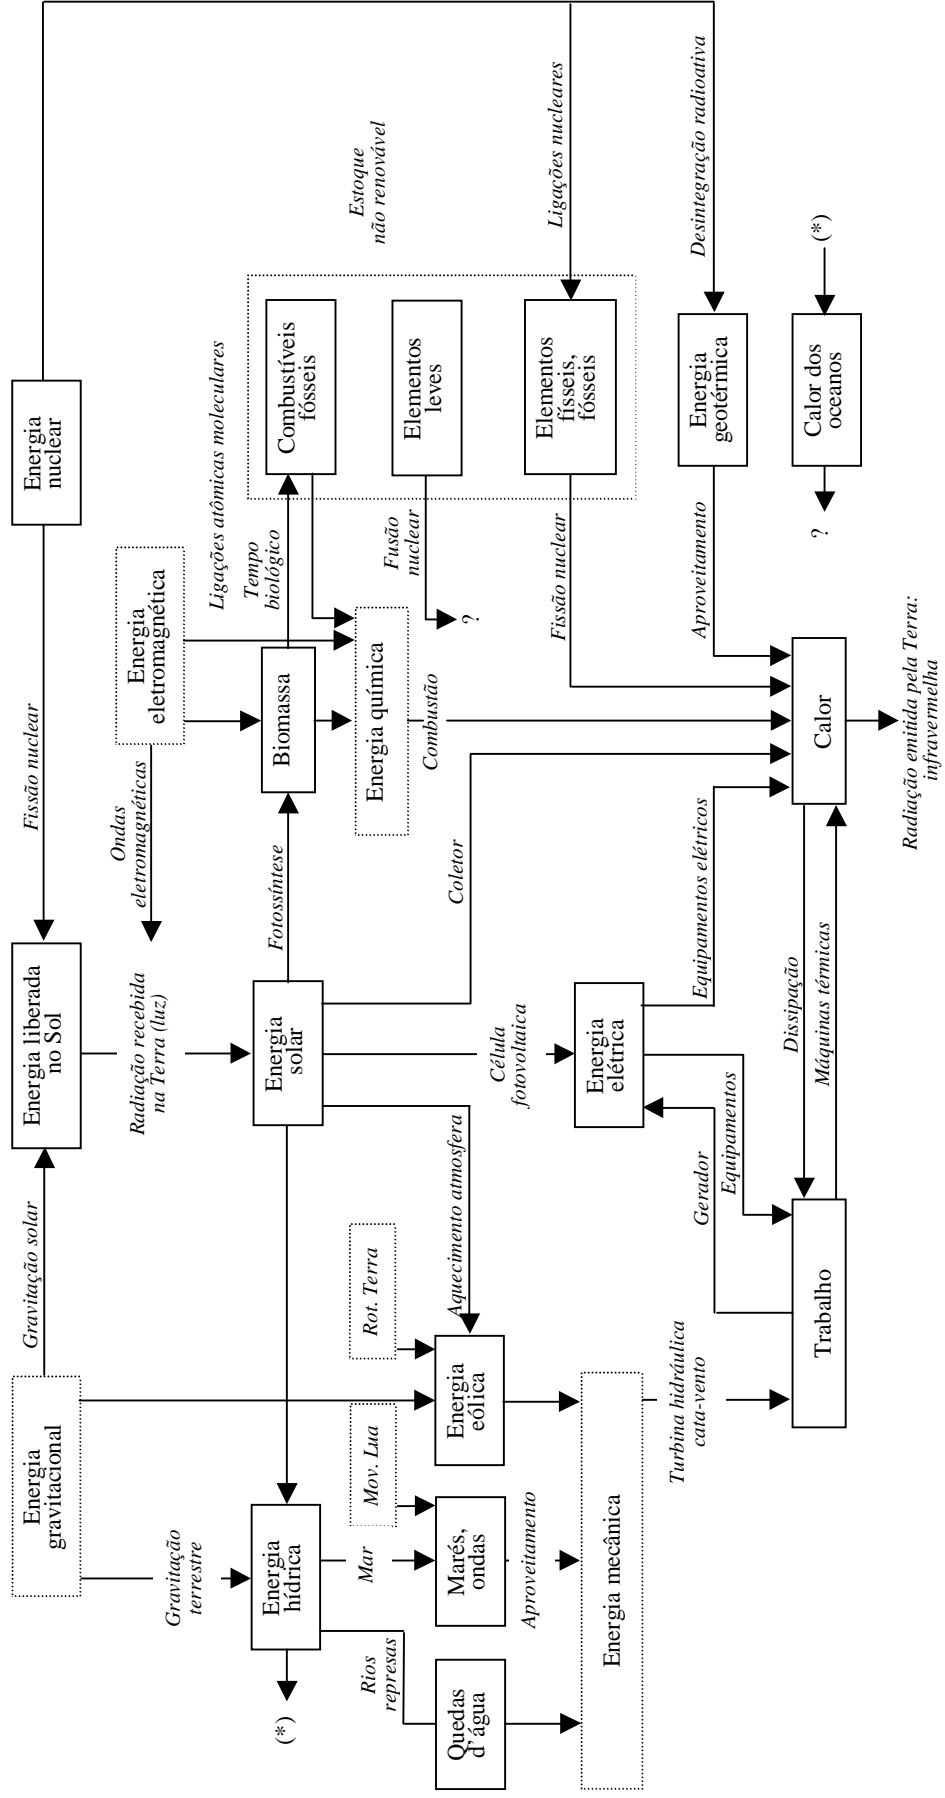 Energia
gravitacional
Gravitação solar
Energia liberada
no Sol
Fissão nuclear
Energia
nuclear
Gravitação
terrestre
Radiação recebida
na Terra (luz)
Ondas
eletromagnéticas
Energia
eletromagnética
Ligações atômicas moleculares
Estoque
não renovável
(*)
Energia
hídrica
Energia
solar
Fotossíntese
Biomassa
Tempo
biológico
Combustíveis
fósseis
Rios
represas
Mar
Mov. Lua
Rot. Terra
Energia química
Fusão
nuclear
Elementos
leves
?
Quedas
d'água
Marés,
ondas
Energia
eólica
Aquecimento atmosfera
Célula
fotovoltaica
Coletor
Combustão
Fissão nuclear
Elementos
físseis,
fósseis
Ligações nucleares
Aproveitamento
Energia mecânica
Energia
elétrica
Equipamentos elétricos
Aproveitamento
Energia
geotérmica
Desintegração radioativa
Turbina hidráulica
cata-vento
Gerador
Equipamentos
Trabalho
Dissipação
Máquinas térmicas
Calor
?
Calor dos
oceanos
(*)
Radiação emitida pela Terra:
infravermelha